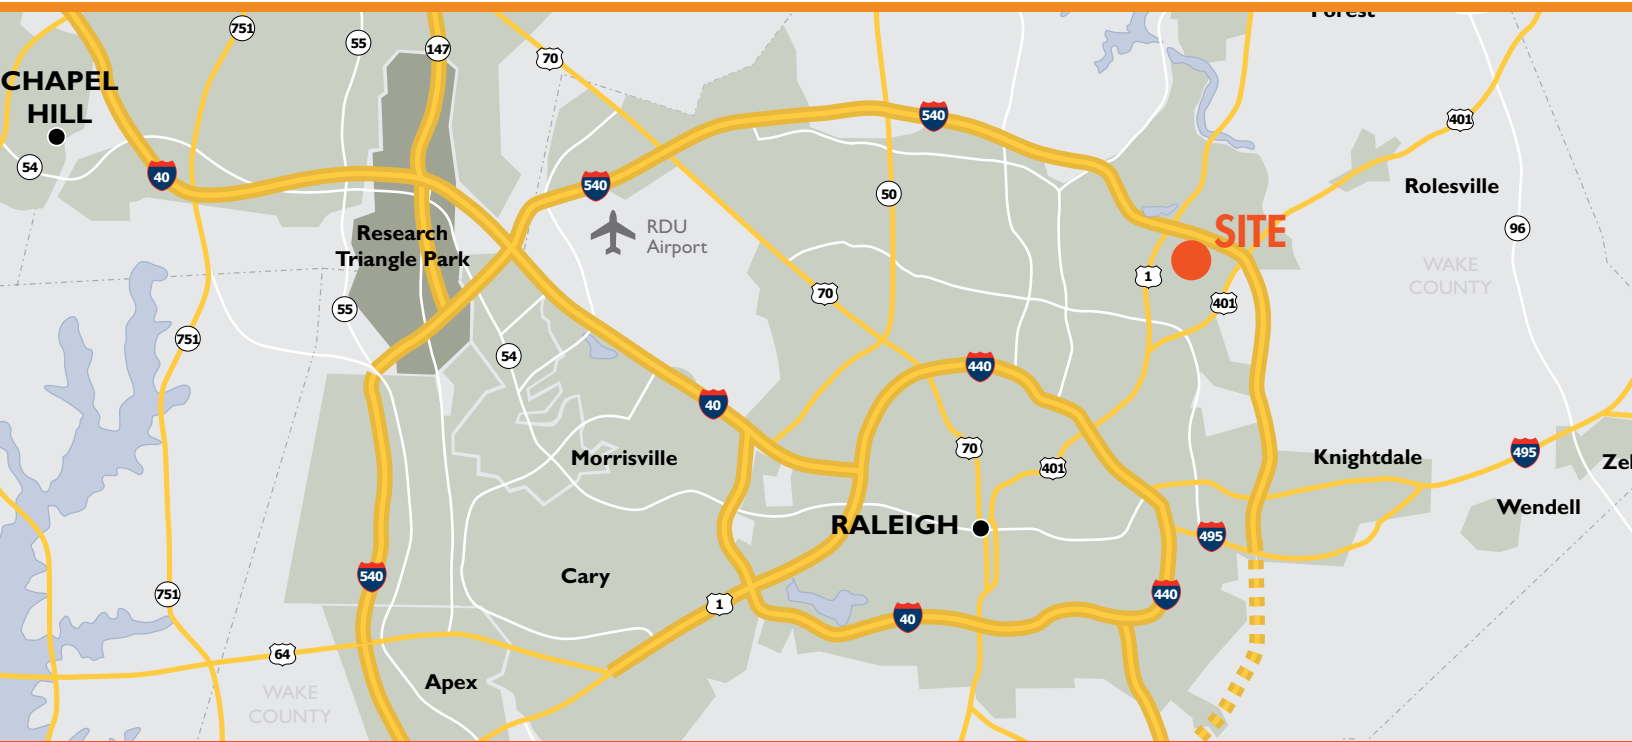 Forest
751
55
147
70
CHAPEL
HILL
540
401
54
40
540
50
Rolesville
Research
Triangle Park
RDU
Airport
SITE
96
WAKE
COUNTY
1
70
401
55
751
54
440
40
Morrisville
70
401
Knightdale
495
Zel
Wendell
RALEIGH
495
540
Cary
751
1
40
440
64
Apex
WAKE
COUNTY